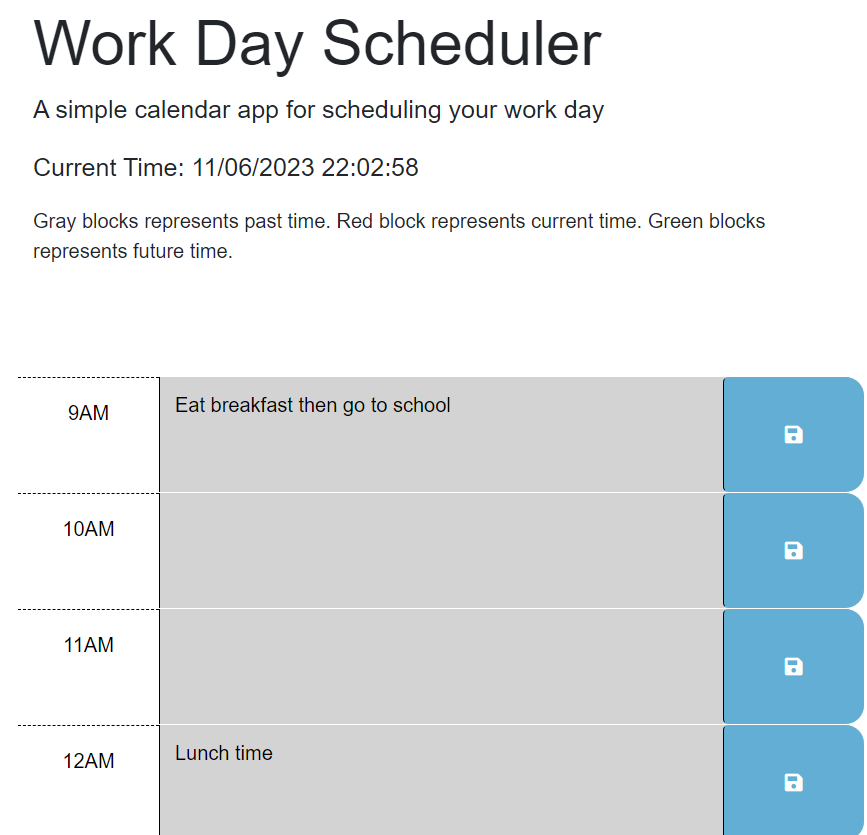 Work Day Scheduler
A simple calendar app for scheduling your work day
Current Time: 11/06/2023 22:02:58
Gray blocks represents past time. Red block represents current time. Green blocks
represents future time.
9AM
Eat breakfast then go to school
10AM
11AM
12AM
Lunch time